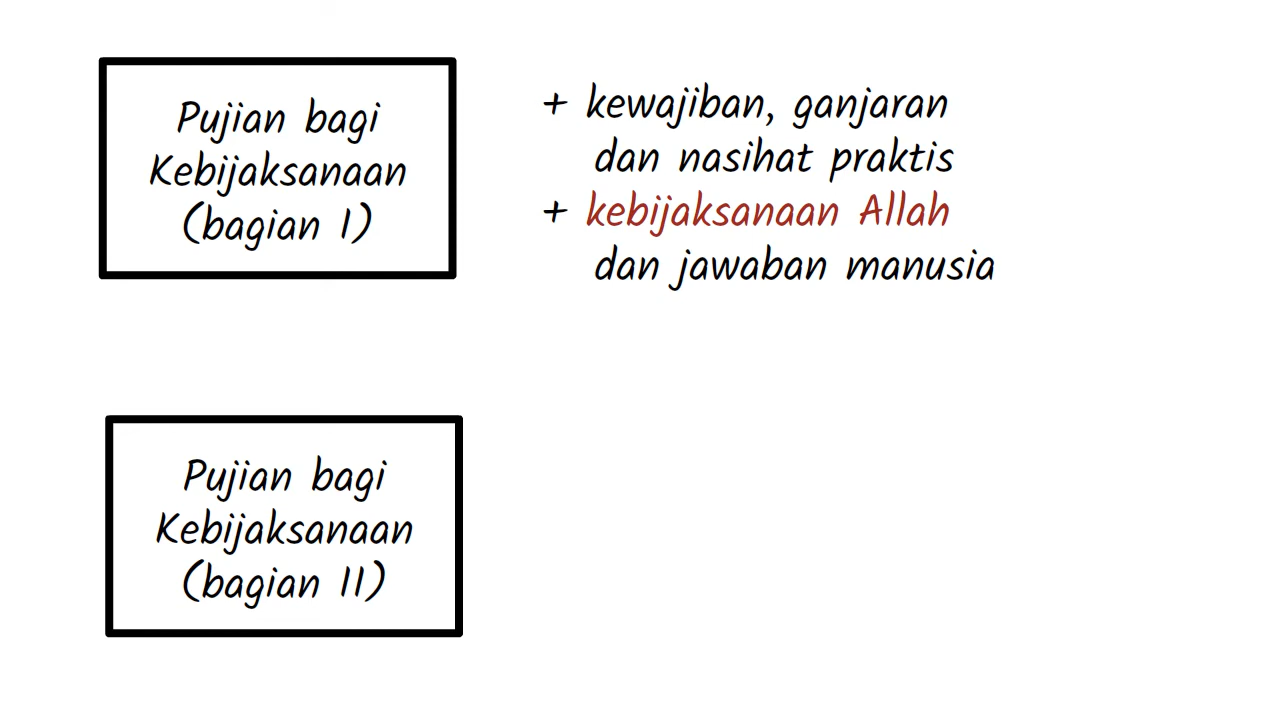 Pujian bagi
Kebijaksanaan
(bagian I)
+ kewajiban, ganjaran
dan nasihat praktis
+ kebijaksanaan Allah
dan jawaban manusia
Pujian bagi
Kebijaksanaan
(bagian II)